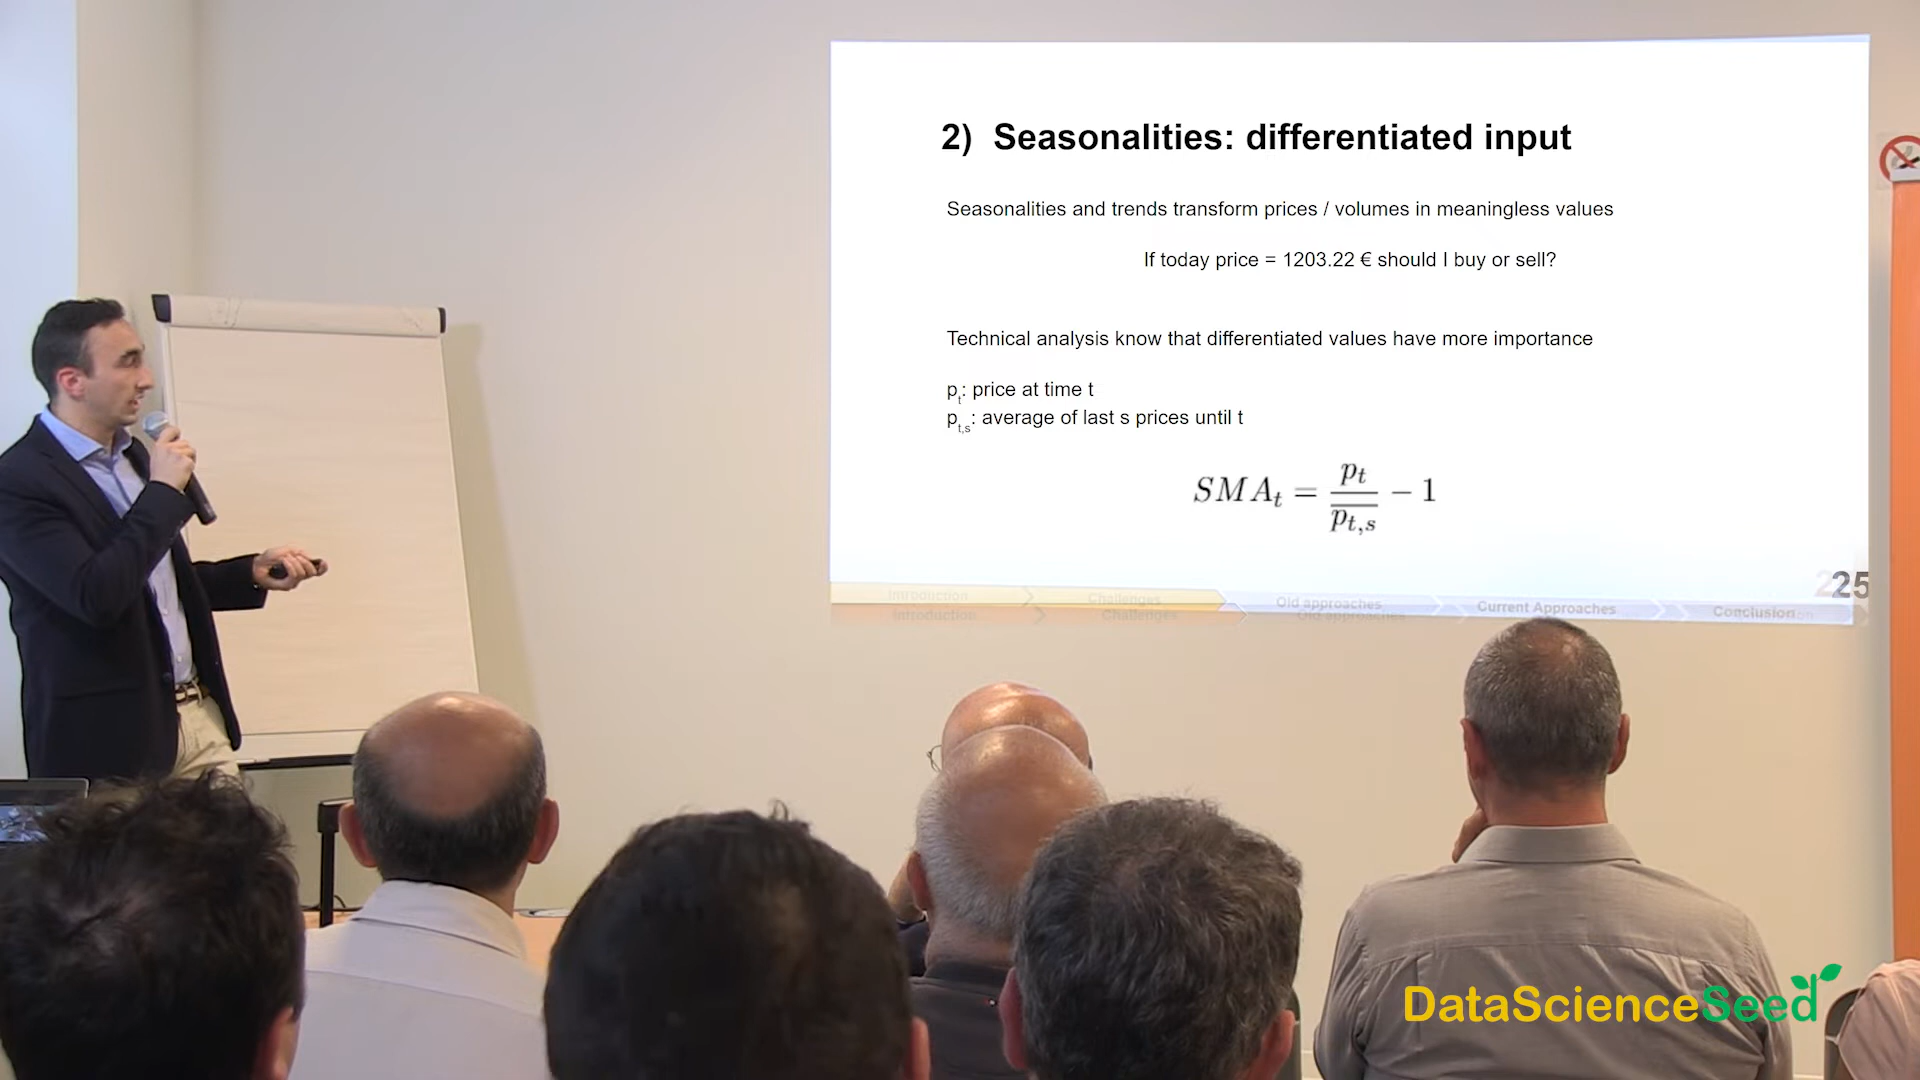 2) Seasonalities: differentiated input
Seasonalities and trends transform prices / volumes in meaningless values
If today price = 1203.22 € should I buy or sell?
Technical analysis know that differentiated values have more importance
pt: price at time t
pt,s: average of last s prices until t
SMAt = pt / pt,s − 1
25
Introduction Challenges Old approaches Current Approaches Conclusion
DataScienceSeed